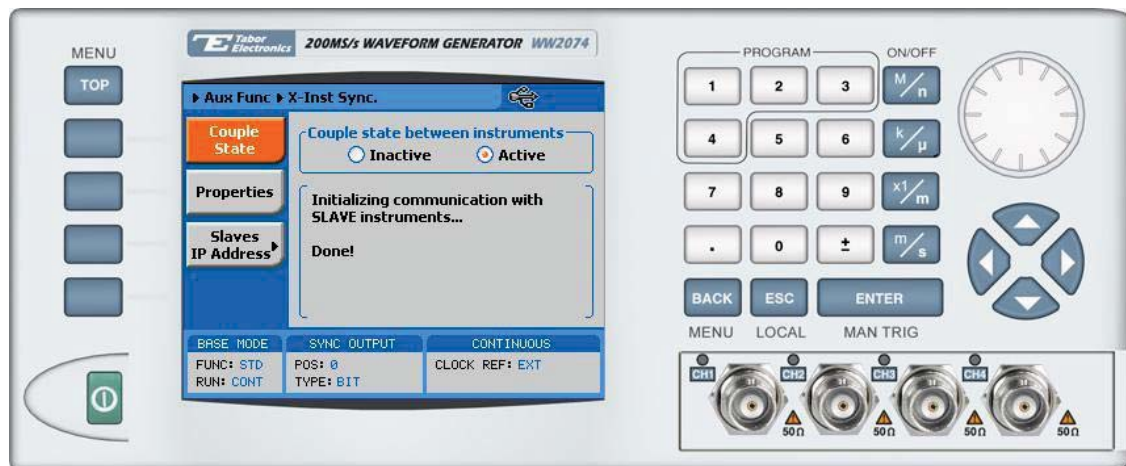 Tabor Electronics 200MS/s WAVEFORM GENERATOR WW2074
MENU
TOP
Aux Func X-Inst Sync.
Couple State
Couple state between instruments
Inactive Active
Properties
Initializing communication with
SLAVE instruments...
Slaves IP Address
Done!
BASE MODE SYNC OUTPUT CONTINUOUS
FUNC: STD POS: 0 CLOCK REF: EXT
RUN: CONT TYPE: BIT
PROGRAM ON/OFF
1 2 3 M/n
4 5 6 k/μ
7 8 9 x1/m
. 0 ± m/s
BACK ESC ENTER
MENU LOCAL MAN TRIG
CH1 CH2 CH3 CH4
50Ω 50Ω 50Ω 50Ω